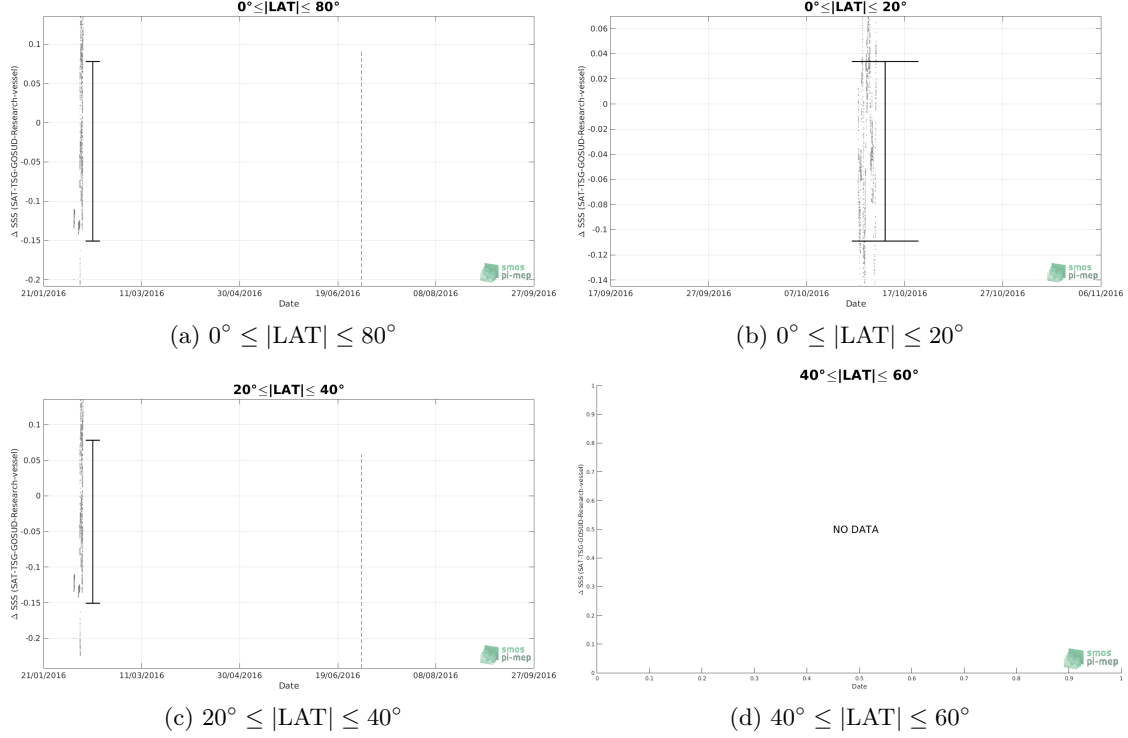 0°≤|LAT|≤ 80°
Δ SSS (SAT-TSG-GOSUD-Research-vessel)
0.1
0.05
0
-0.05
-0.1
-0.15
-0.2
21/01/2016 11/03/2016 30/04/2016 19/06/2016 08/08/2016 27/09/2016
Date
smos
pi-mep
(a) 0° ≤ |LAT| ≤ 80°
0°≤|LAT|≤ 20°
Δ SSS (SAT-TSG-GOSUD-Research-vessel)
0.06
0.04
0.02
0
-0.02
-0.04
-0.06
-0.08
-0.1
-0.12
-0.14
17/09/2016 27/09/2016 07/10/2016 17/10/2016 27/10/2016 06/11/2016
Date
smos
pi-mep
(b) 0° ≤ |LAT| ≤ 20°
20°≤|LAT|≤ 40°
Δ SSS (SAT-TSG-GOSUD-Research-vessel)
0.1
0.05
0
-0.05
-0.1
-0.15
-0.2
21/01/2016 11/03/2016 30/04/2016 19/06/2016 08/08/2016 27/09/2016
Date
smos
pi-mep
(c) 20° ≤ |LAT| ≤ 40°
40°≤|LAT|≤ 60°
Δ SSS (SAT-TSG-GOSUD-Research-vessel)
1
0.9
0.8
0.7
0.6
0.5
0.4
0.3
0.2
0.1
0
NO DATA
0 0.1 0.2 0.3 0.4 0.5 0.6 0.7 0.8 0.9 1
Date
smos
pi-mep
(d) 40° ≤ |LAT| ≤ 60°